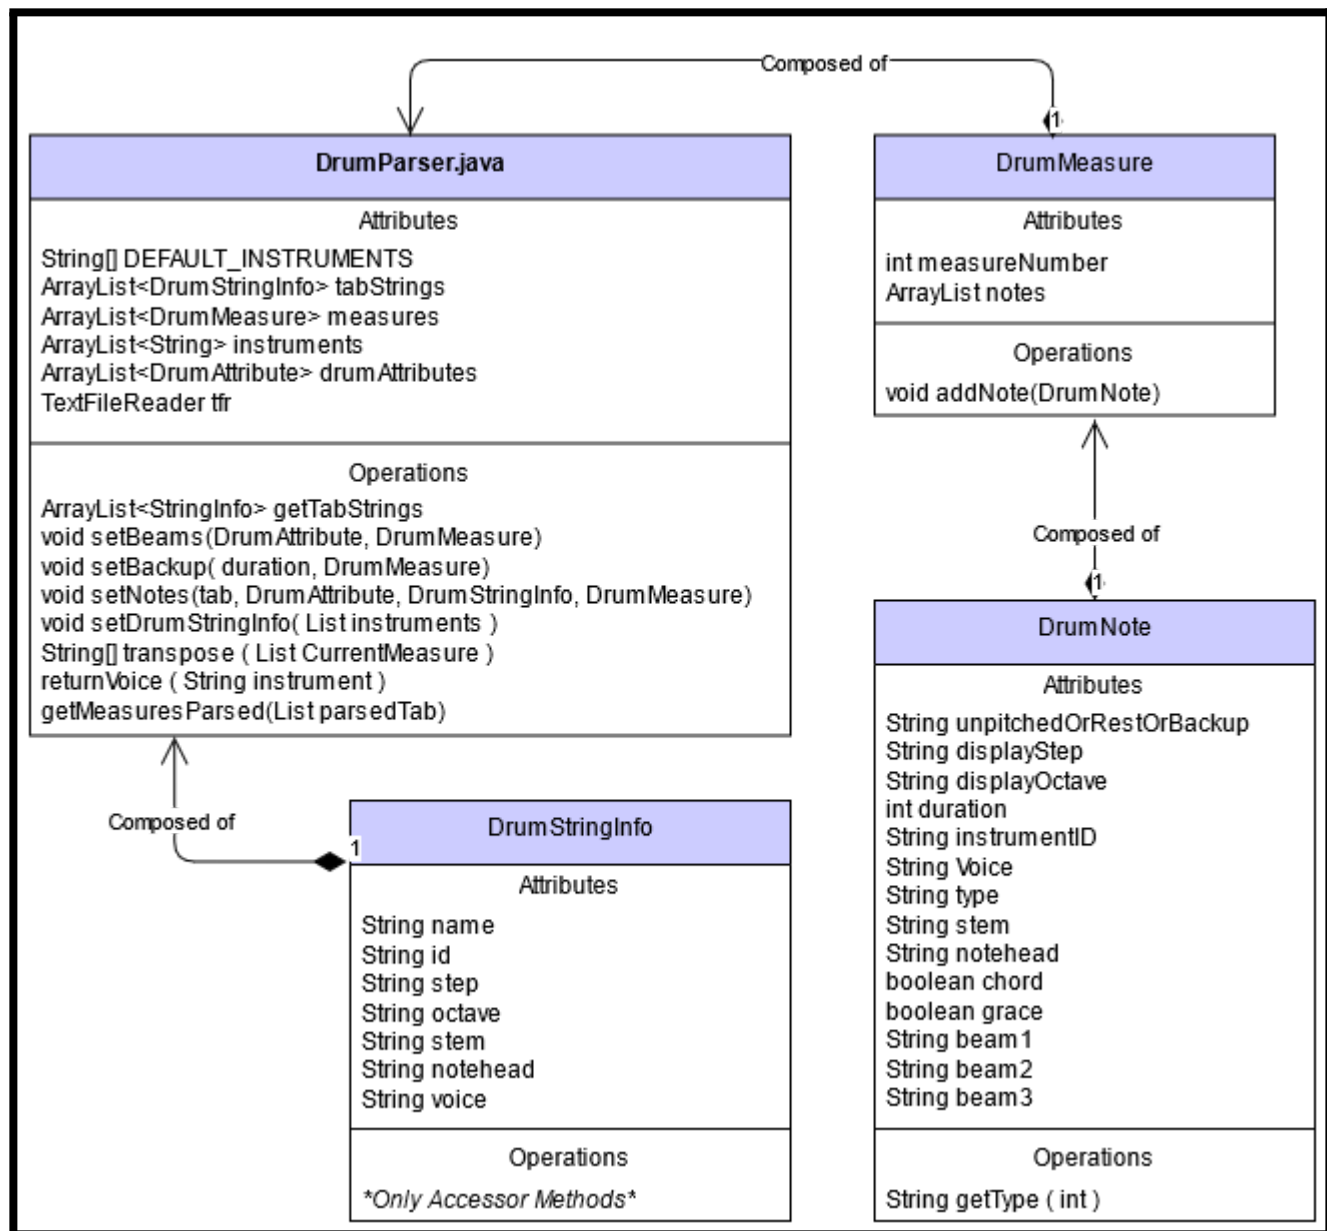 Composed of
1
DrumParser.java
Attributes
String[] DEFAULT_INSTRUMENTS
ArrayList<DrumStringInfo> tabStrings
ArrayList<DrumMeasure> measures
ArrayList<String> instruments
ArrayList<DrumAttribute> drumAttributes
TextFileReader tfr
Operations
ArrayList<StringInfo> getTabStrings
void setBeams(DrumAttribute, DrumMeasure)
void setBackup( duration, DrumMeasure)
void setNotes(tab, DrumAttribute, DrumStringInfo, DrumMeasure)
void setDrumStringInfo( List instruments )
String[] transpose ( List CurrentMeasure )
returnVoice ( String instrument )
getMeasuresParsed(List parsedTab)
DrumMeasure
Attributes
int measureNumber
ArrayList notes
Operations
void addNote(DrumNote)
Composed of
1
Composed of
1
DrumStringInfo
Attributes
String name
String id
String step
String octave
String stem
String notehead
String voice
Operations
*Only Accessor Methods*
DrumNote
Attributes
String unpitchedOrRestOrBackup
String displayStep
String displayOctave
int duration
String instrumentID
String Voice
String type
String stem
String notehead
boolean chord
boolean grace
String beam1
String beam2
String beam3
Operations
String getType ( int )